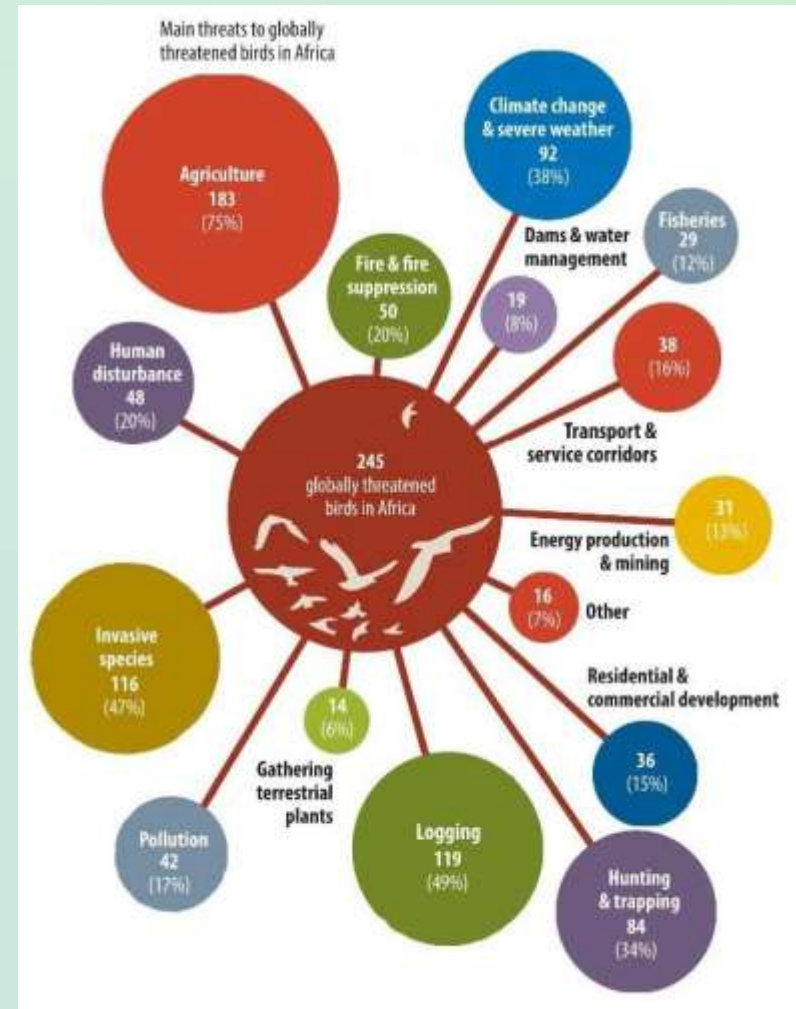 Main threats to globally
threatened birds in Africa
Agriculture
183
(75%)
Climate change
& severe weather
92
(38%)
Fisheries
29
(12%)
Dams & water
management
19
(8%)
Fire & fire
suppression
50
(20%)
Human
disturbance
48
(20%)
38
(16%)
Transport &
service corridors
245
globally threatened
birds in Africa
31
(13%)
Energy production
& mining
16
(7%)
Other
Invasive
species
116
(47%)
Residential &
commercial development
36
(15%)
14
(6%)
Gathering
terrestrial
plants
Pollution
42
(17%)
Logging
119
(49%)
Hunting
& trapping
84
(34%)